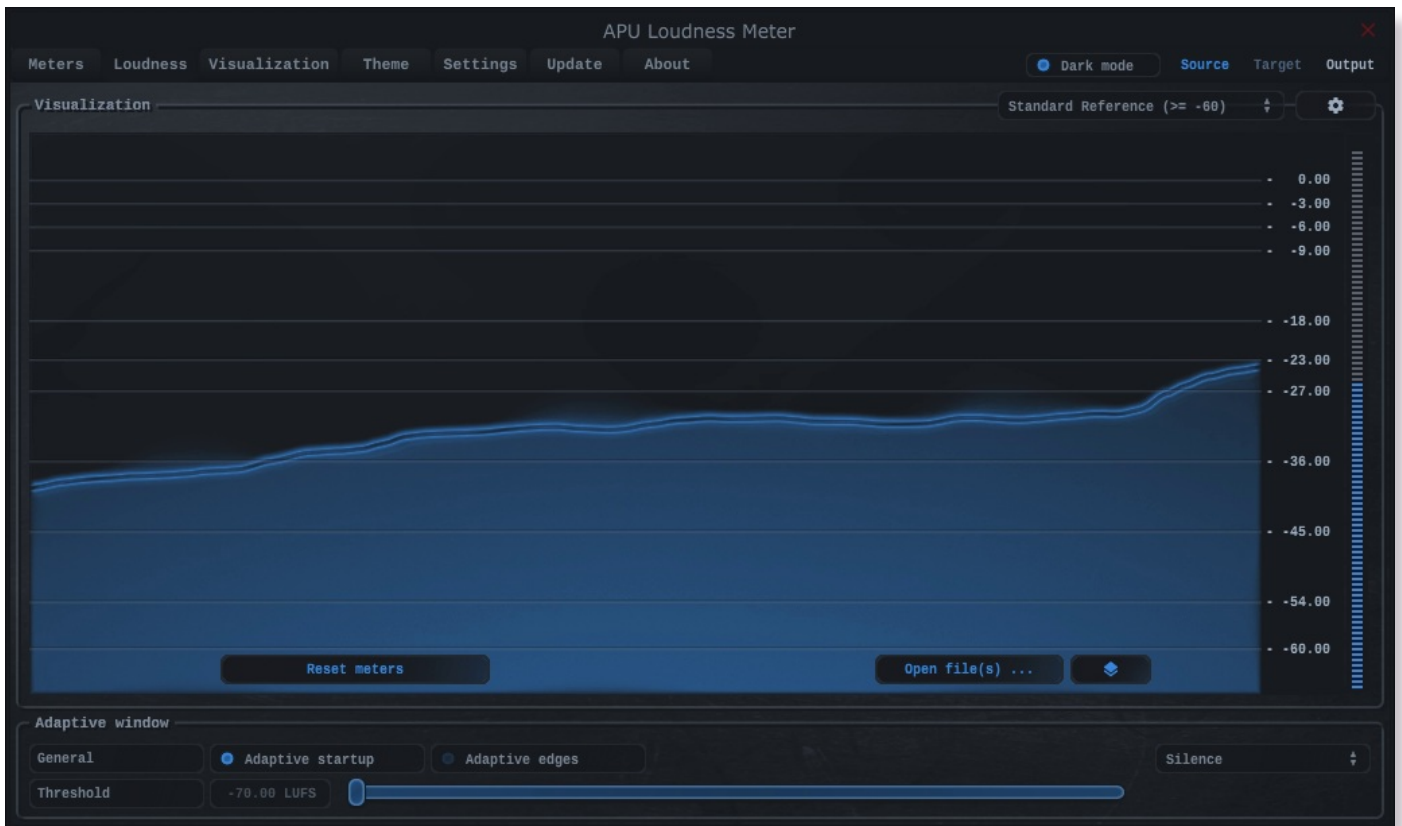 APU Loudness Meter
Meters Loudness Visualization Theme Settings Update About Dark mode Source Target Output
Visualization Standard Reference (>= -60)
- 0.00
- -3.00
- -6.00
- -9.00
- -18.00
- -23.00
- -27.00
- -36.00
- -45.00
- -54.00
- -60.00
Reset meters Open file(s) ...
Adaptive window
General Adaptive startup Adaptive edges Silence
Threshold -70.00 LUFS